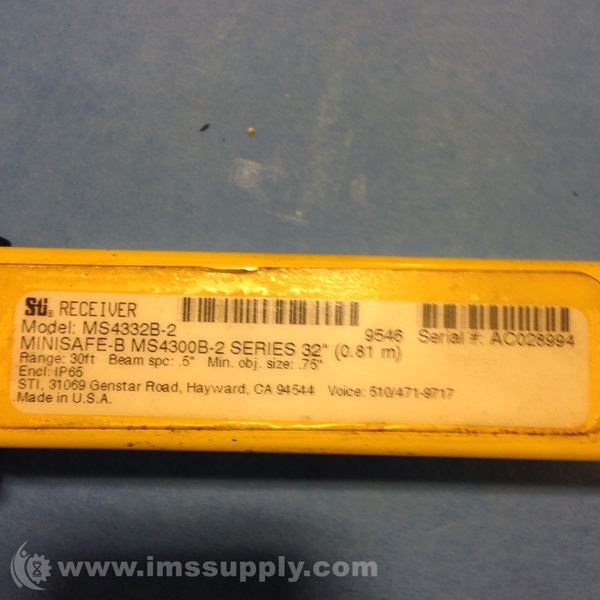 Sti® RECEIVER
Model: MS4332B-2 9546 Serial #: AC028994
MINISAFE-B MS4300B-2 SERIES 32" (0.81 m)
Range: 30ft Beam spc: .5" Min. obj. size: .75"
Encl: IP65
STI, 31069 Genstar Road, Hayward, CA 94544 Voice: 510/471-9717
Made in U.S.A.
www.imssupply.com